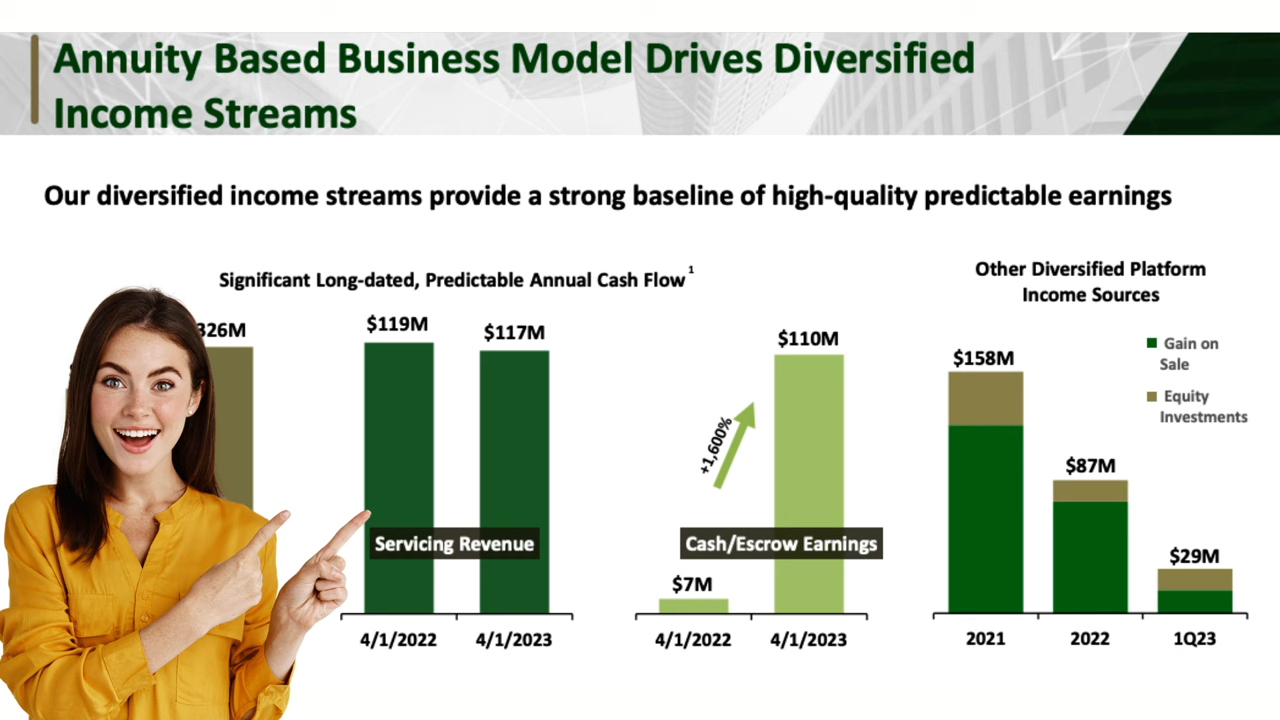 Annuity Based Business Model Drives Diversified
Income Streams
Our diversified income streams provide a strong baseline of high-quality predictable earnings
Significant Long-dated, Predictable Annual Cash Flow 1
326M
$119M
$117M
Servicing Revenue
4/1/2022
4/1/2023
$110M
+1,600%
Cash/Escrow Earnings
$7M
4/1/2022
4/1/2023
Other Diversified Platform
Income Sources
Gain on
Sale
Equity
Investments
$158M
$87M
$29M
2021
2022
1Q23